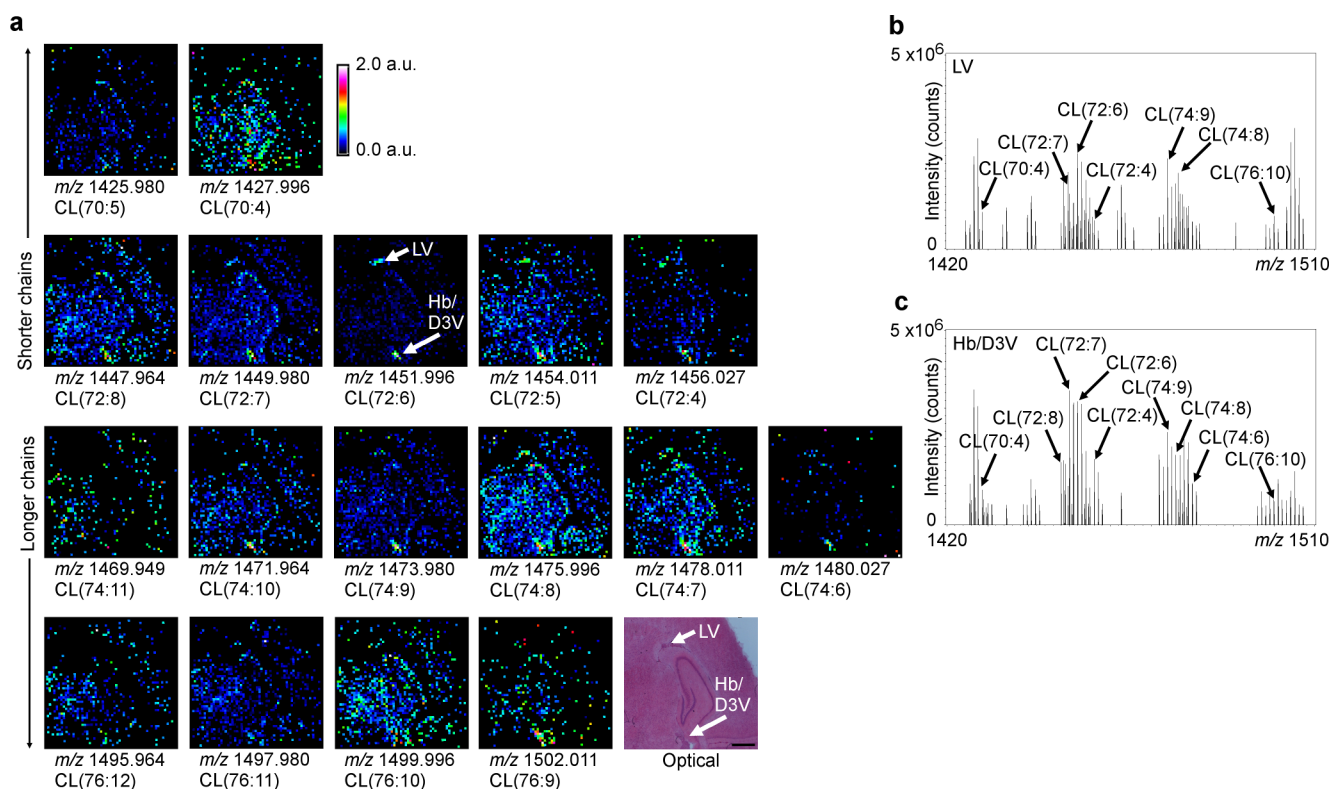 a
Shorter chains
Longer chains
2.0 a.u.
0.0 a.u.
m/z 1425.980
CL(70:5)
m/z 1427.996
CL(70:4)
LV
Hb/
D3V
m/z 1447.964
CL(72:8)
m/z 1449.980
CL(72:7)
m/z 1451.996
CL(72:6)
m/z 1454.011
CL(72:5)
m/z 1456.027
CL(72:4)
m/z 1469.949
CL(74:11)
m/z 1471.964
CL(74:10)
m/z 1473.980
CL(74:9)
m/z 1475.996
CL(74:8)
m/z 1478.011
CL(74:7)
m/z 1480.027
CL(74:6)
LV
Hb/
D3V
m/z 1495.964
CL(76:12)
m/z 1497.980
CL(76:11)
m/z 1499.996
CL(76:10)
m/z 1502.011
CL(76:9)
Optical
b
5 x10⁶
LV
Intensity (counts)
CL(72:6)
CL(72:7)
CL(74:9)
CL(74:8)
CL(70:4)
CL(72:4)
CL(76:10)
0
1420
m/z 1510
c
5 x10⁶
Hb/D3V
Intensity (counts)
CL(72:7)
CL(72:6)
CL(74:9)
CL(72:8)
CL(72:4)
CL(74:8)
CL(70:4)
CL(74:6)
CL(76:10)
0
1420
m/z 1510